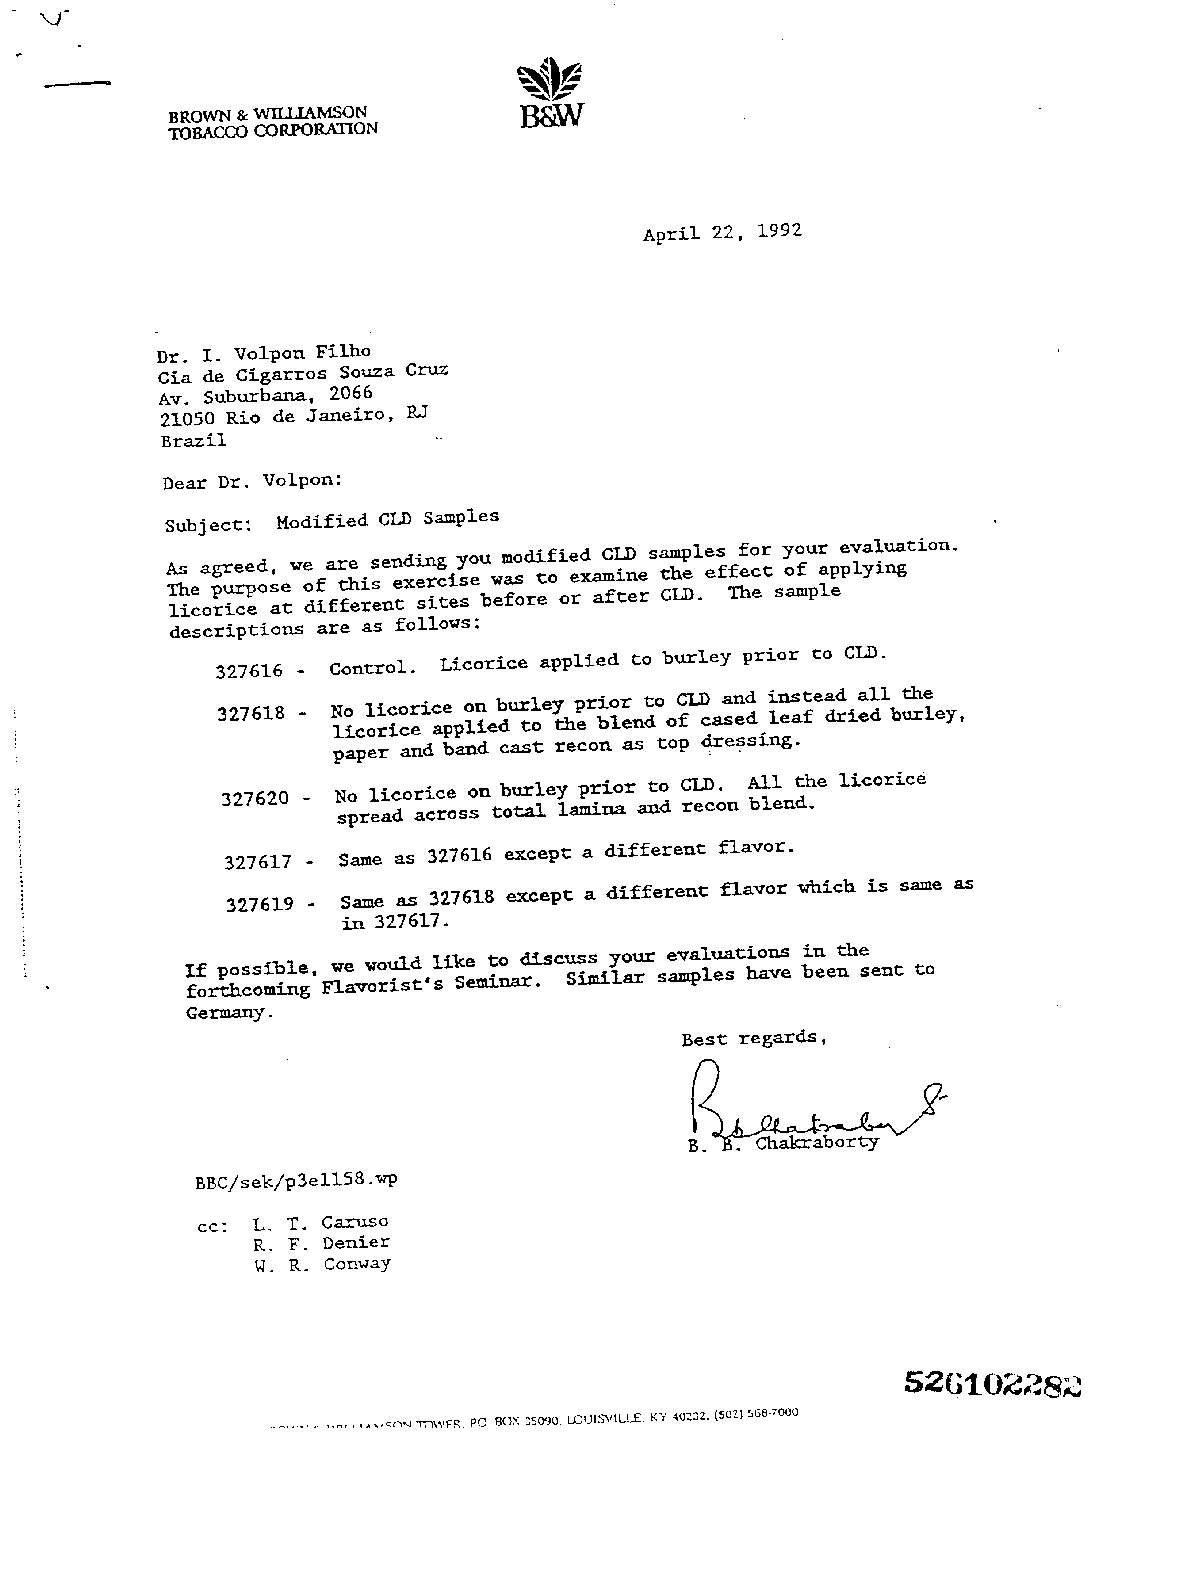 BROWN & WILLIAMSON
TOBACCO CORPORATION
B&W
April 22, 1992
Dr. I. Volpon Filho
Cia de Cigarros Souza Cruz
Av. Suburbana, 2066
21050 Rio de Janeiro, RJ
Brazil
Dear Dr. Volpon:
Subject: Modified CLD Samples
As agreed, we are sending you modified CLD samples for your evaluation.
The purpose of this exercise was to examine the effect of applying
licorice at different sites before or after CLD. The sample
descriptions are as follows:
327616 - Control. Licorice applied to burley prior to CLD.
327618 - No licorice on burley prior to CLD and instead all the
licorice applied to the blend of cased leaf dried burley,
paper and band cast recon as top dressing.
327620 - No licorice on burley prior to CLD. All the licorice
spread across total lamina and recon blend.
327617 - Same as 327616 except a different flavor.
327619 - Same as 327618 except a different flavor which is same as
in 327617.
If possible, we would like to discuss your evaluations in the
forthcoming Flavorist's Seminar. Similar samples have been sent to
Germany.
Best regards,
B. B. Chakraborty
BBC/sek/p3e1158.wp
cc: L. T. Caruso
R. F. Denier
W. R. Conway
526102282
TOWER, PO BOX 35090, LOUISVILLE, KY 40232, (502) 568-7000